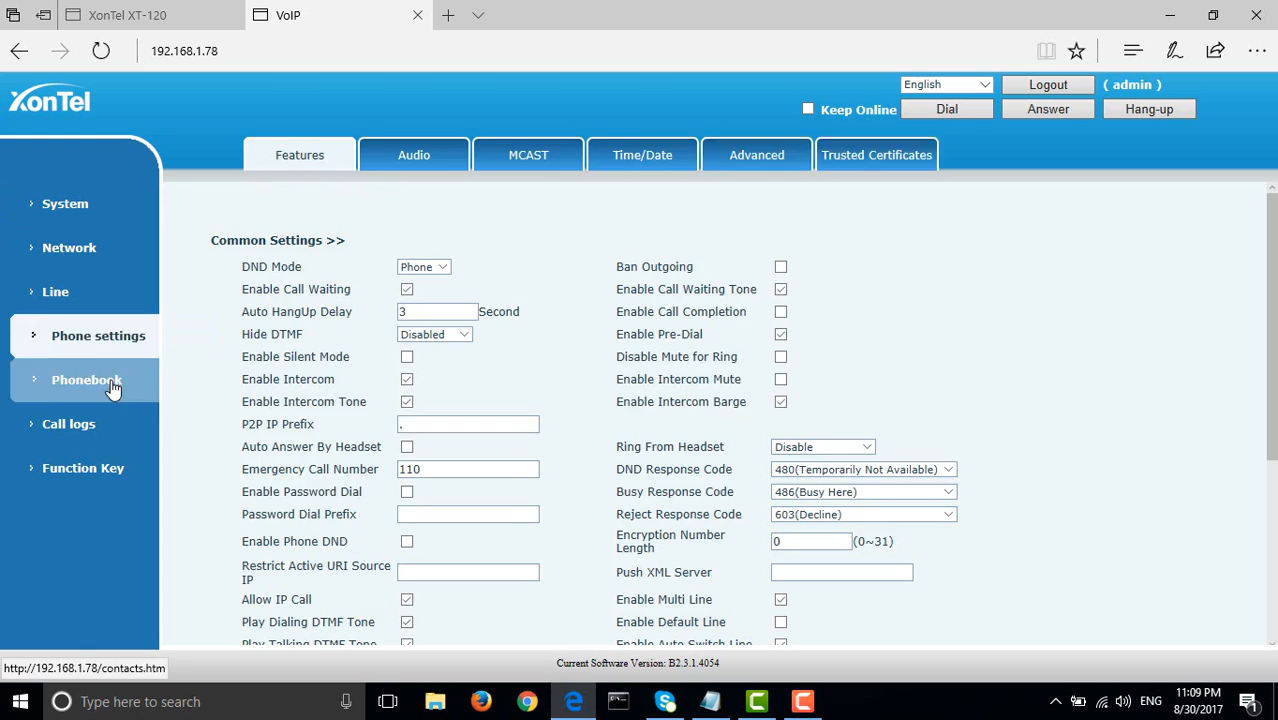 XonTel XT-120
VoIP
192.168.1.78
XonTel
English
Logout
( admin )
Keep Online
Dial
Answer
Hang-up
Features
Audio
MCAST
Time/Date
Advanced
Trusted Certificates
System
Network
Line
Phone settings
Phonebook
Call logs
Function Key
Common Settings >>
DND Mode
Phone
Ban Outgoing
Enable Call Waiting
Enable Call Waiting Tone
Auto HangUp Delay
3
Second
Enable Call Completion
Hide DTMF
Disabled
Enable Pre-Dial
Enable Silent Mode
Disable Mute for Ring
Enable Intercom
Enable Intercom Mute
Enable Intercom Tone
Enable Intercom Barge
P2P IP Prefix
.
Auto Answer By Headset
Ring From Headset
Disable
Emergency Call Number
110
DND Response Code
480(Temporarily Not Available)
Enable Password Dial
Busy Response Code
486(Busy Here)
Password Dial Prefix
Reject Response Code
603(Decline)
Enable Phone DND
Encryption Number
Length
0
(0~31)
Restrict Active URI Source
IP
Push XML Server
Allow IP Call
Enable Multi Line
Play Dialing DTMF Tone
Enable Default Line
Play Talking DTMF Tone
Enable Auto Switch Line
http://192.168.1.78/contacts.htm
Current Software Version: B2.3.1.4054
Type here to search
ENG
11:09 PM
8/30/2017
1